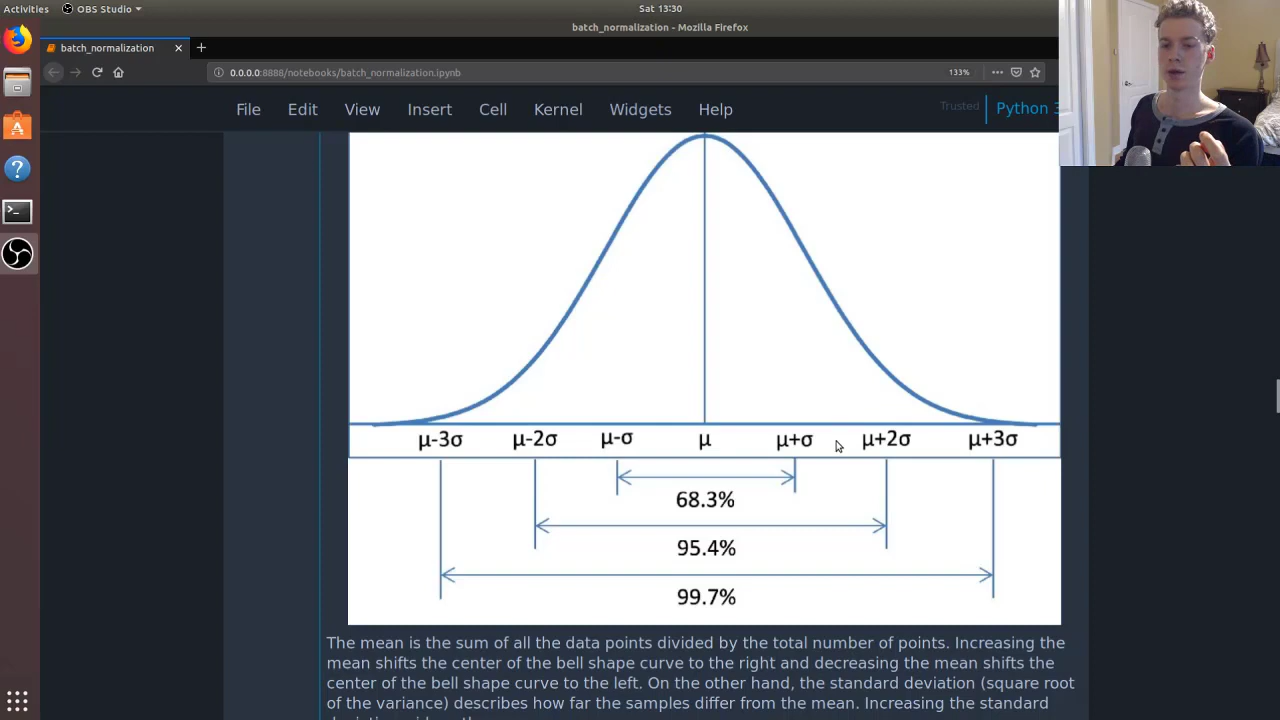 Activities OBS Studio Sat 13:30
batch_normalization - Mozilla Firefox
batch_normalization
0.0.0.0:8888/notebooks/batch_normalization.ipynb 133%
File Edit View Insert Cell Kernel Widgets Help Trusted Python 3
μ-3σ μ-2σ μ-σ μ μ+σ μ+2σ μ+3σ
68.3%
95.4%
99.7%
The mean is the sum of all the data points divided by the total number of points. Increasing the
mean shifts the center of the bell shape curve to the right and decreasing the mean shifts the
center of the bell shape curve to the left. On the other hand, the standard deviation (square root
of the variance) describes how far the samples differ from the mean. Increasing the standard